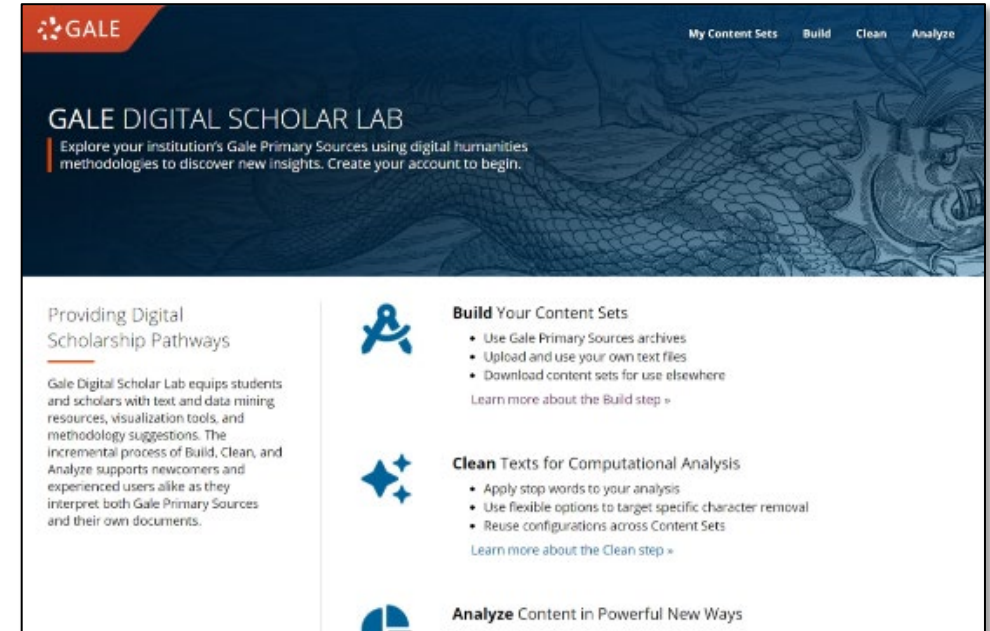 GALE
My Content Sets Build Clean Analyze
GALE DIGITAL SCHOLAR LAB
Explore your institution's Gale Primary Sources using digital humanities
methodologies to discover new insights. Create your account to begin.
Providing Digital
Scholarship Pathways
Gale Digital Scholar Lab equips students
and scholars with text and data mining
resources, visualization tools, and
methodology suggestions. The
incremental process of Build, Clean, and
Analyze supports newcomers and
experienced users alike as they
interpret both Gale Primary Sources
and their own documents.
Build Your Content Sets
• Use Gale Primary Sources archives
• Upload and use your own text files
• Download content sets for use elsewhere
Learn more about the Build step »
Clean Texts for Computational Analysis
• Apply stop words to your analysis
• Use flexible options to target specific character removal
• Reuse configurations across Content Sets
Learn more about the Clean step »
Analyze Content in Powerful New Ways